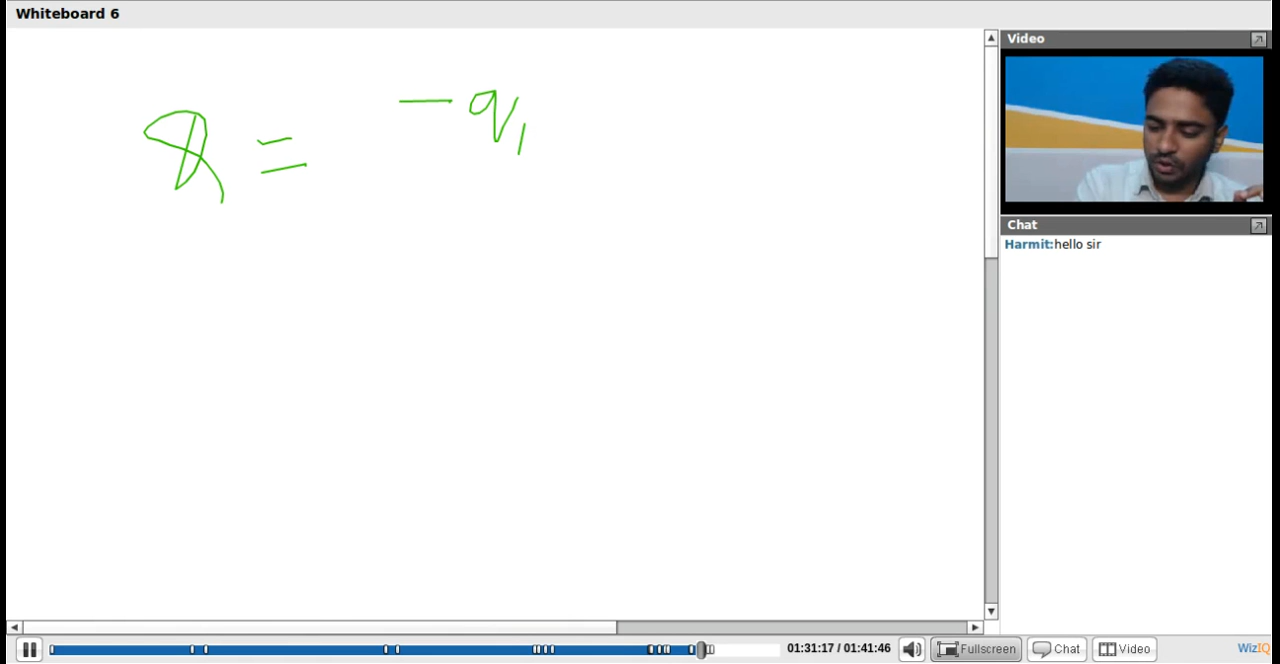 Whiteboard 6
Video
= - q1
Chat
Harmit:hello sir
01:31:17 / 01:41:46
Fullscreen
Chat
Video
WizIQ